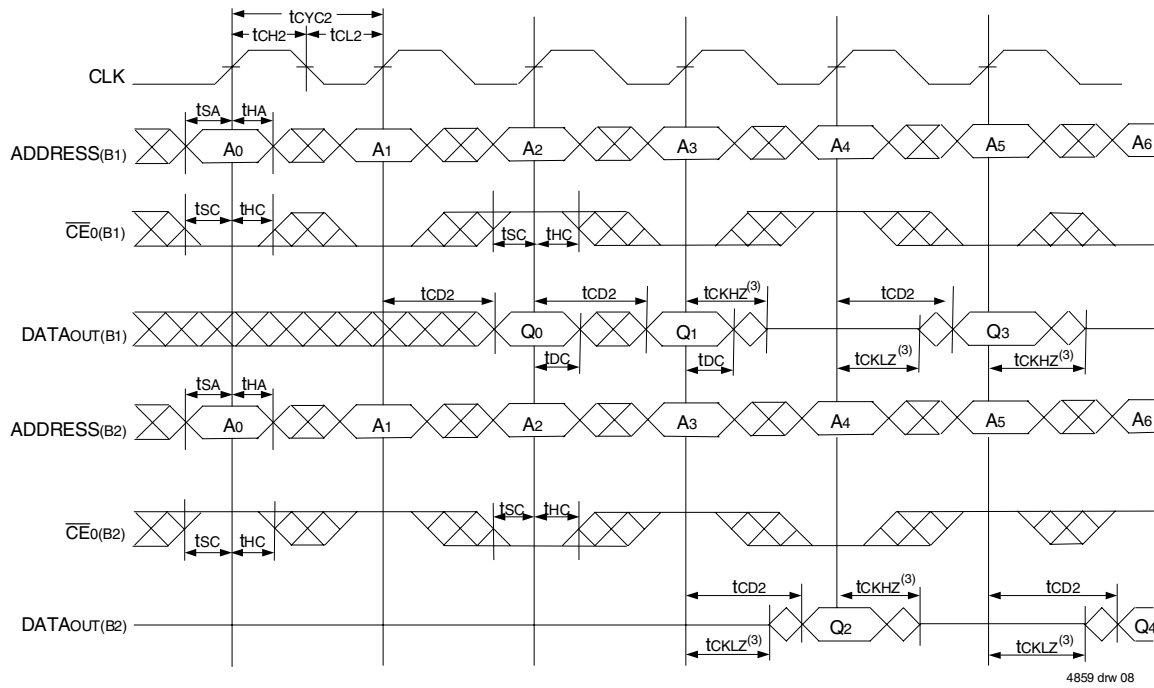 tCYC2
tCH2 tCL2
CLK
tSA tHA
ADDRESS(B1) A0 A1 A2 A3 A4 A5 A6
tSC tHC
CE0(B1)
tSC tHC
tCD2 tCD2 tCKHZ(3) tCD2
DATAOUT(B1) Q0 Q1 Q3
tDC tDC tCKLZ(3) tCKHZ(3)
tSA tHA
ADDRESS(B2) A0 A1 A2 A3 A4 A5 A6
tSC tHC
CE0(B2)
tSC tHC
tCD2 tCKHZ(3) tCD2
DATAOUT(B2) Q2 Q4
tCKLZ(3) tCKLZ(3)
4859 drw 08